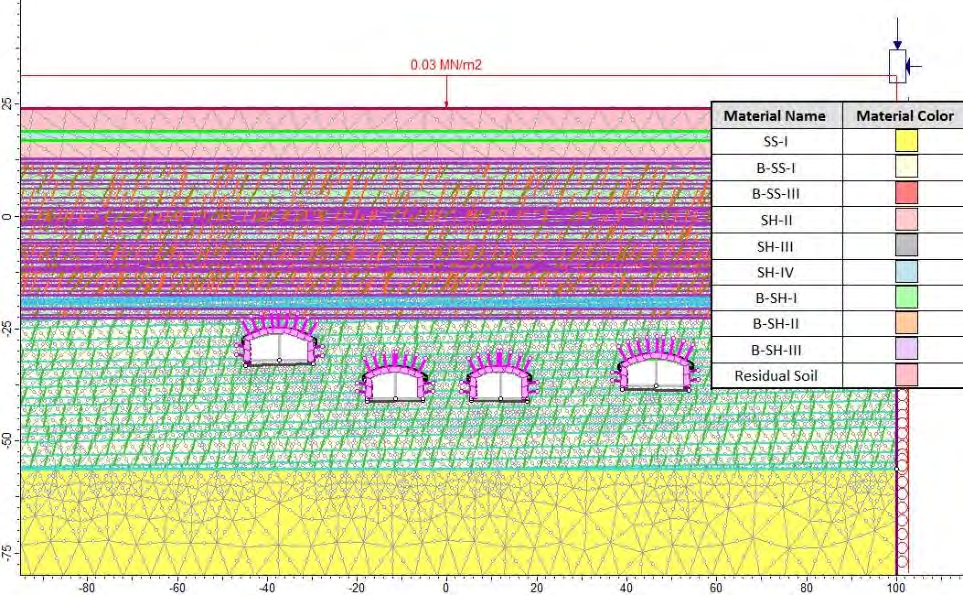 0.03 MN/m2
25
0
-25
-50
-75
Material Name Material Color
SS-I
B-SS-I
B-SS-III
SH-II
SH-III
SH-IV
B-SH-I
B-SH-II
B-SH-III
Residual Soil
-80 -60 -40 -20 0 20 40 60 80 100